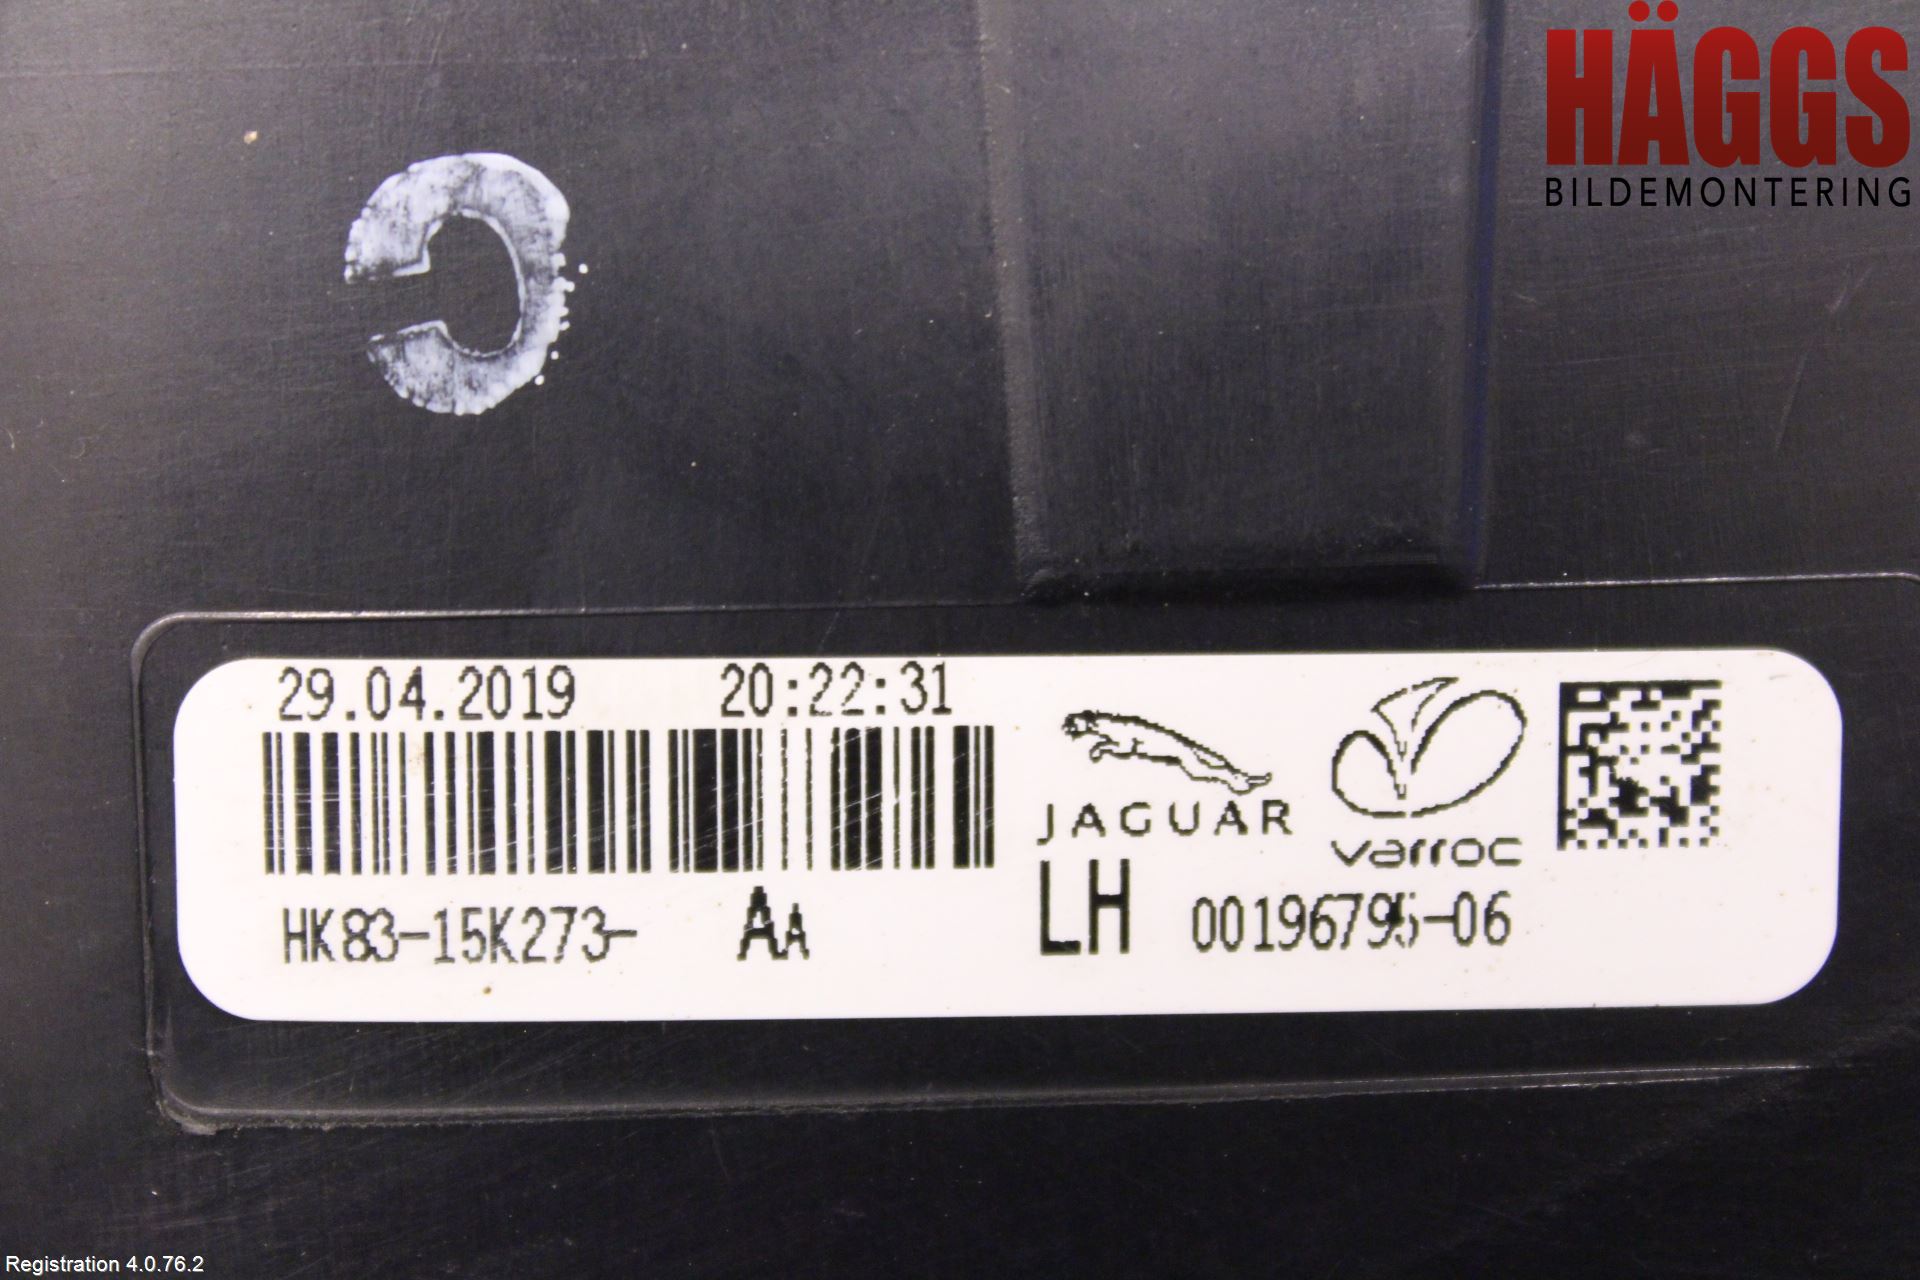 HÄGGS
BILDEMONTERING
C
29.04.2019 20:22:31
JAGUAR
varroc
HK83-15K273- AA
LH 00196795-06
Registration 4.0.76.2